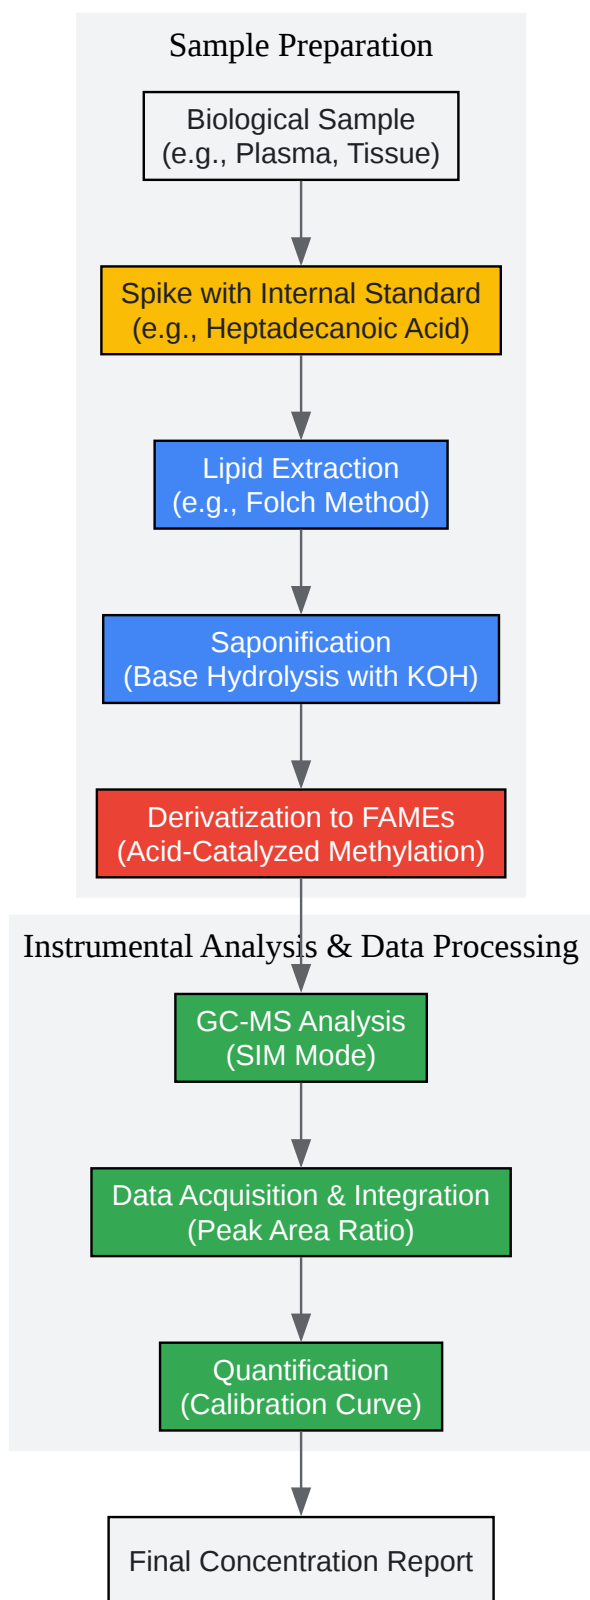 Sample Preparation
Biological Sample
(e.g., Plasma, Tissue)
Spike with Internal Standard
(e.g., Heptadecanoic Acid)
Lipid Extraction
(e.g., Folch Method)
Saponification
(Base Hydrolysis with KOH)
Derivatization to FAMEs
(Acid-Catalyzed Methylation)
Instrumental Analysis & Data Processing
GC-MS Analysis
(SIM Mode)
Data Acquisition & Integration
(Peak Area Ratio)
Quantification
(Calibration Curve)
Final Concentration Report